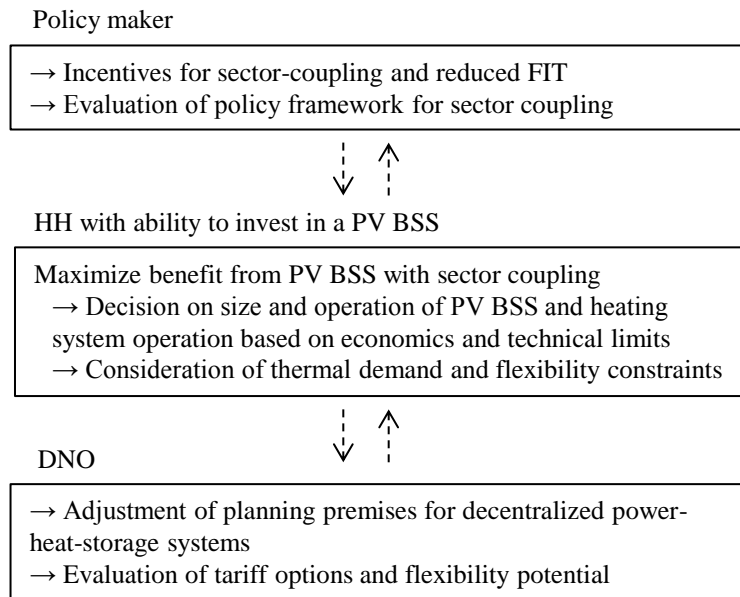 Policy maker
→ Incentives for sector-coupling and reduced FIT
→ Evaluation of policy framework for sector coupling
HH with ability to invest in a PV BSS
Maximize benefit from PV BSS with sector coupling
→ Decision on size and operation of PV BSS and heating
system operation based on economics and technical limits
→ Consideration of thermal demand and flexibility constraints
DNO
→ Adjustment of planning premises for decentralized power-
heat-storage systems
→ Evaluation of tariff options and flexibility potential